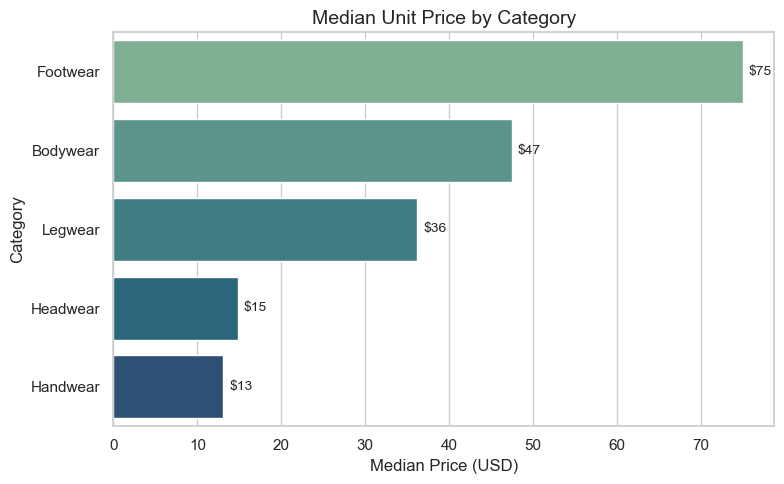 Median Unit Price by Category
Footwear
$75
Bodywear
$47
Legwear
$36
Headwear
$15
Handwear
$13
Category
0 10 20 30 40 50 60 70
Median Price (USD)